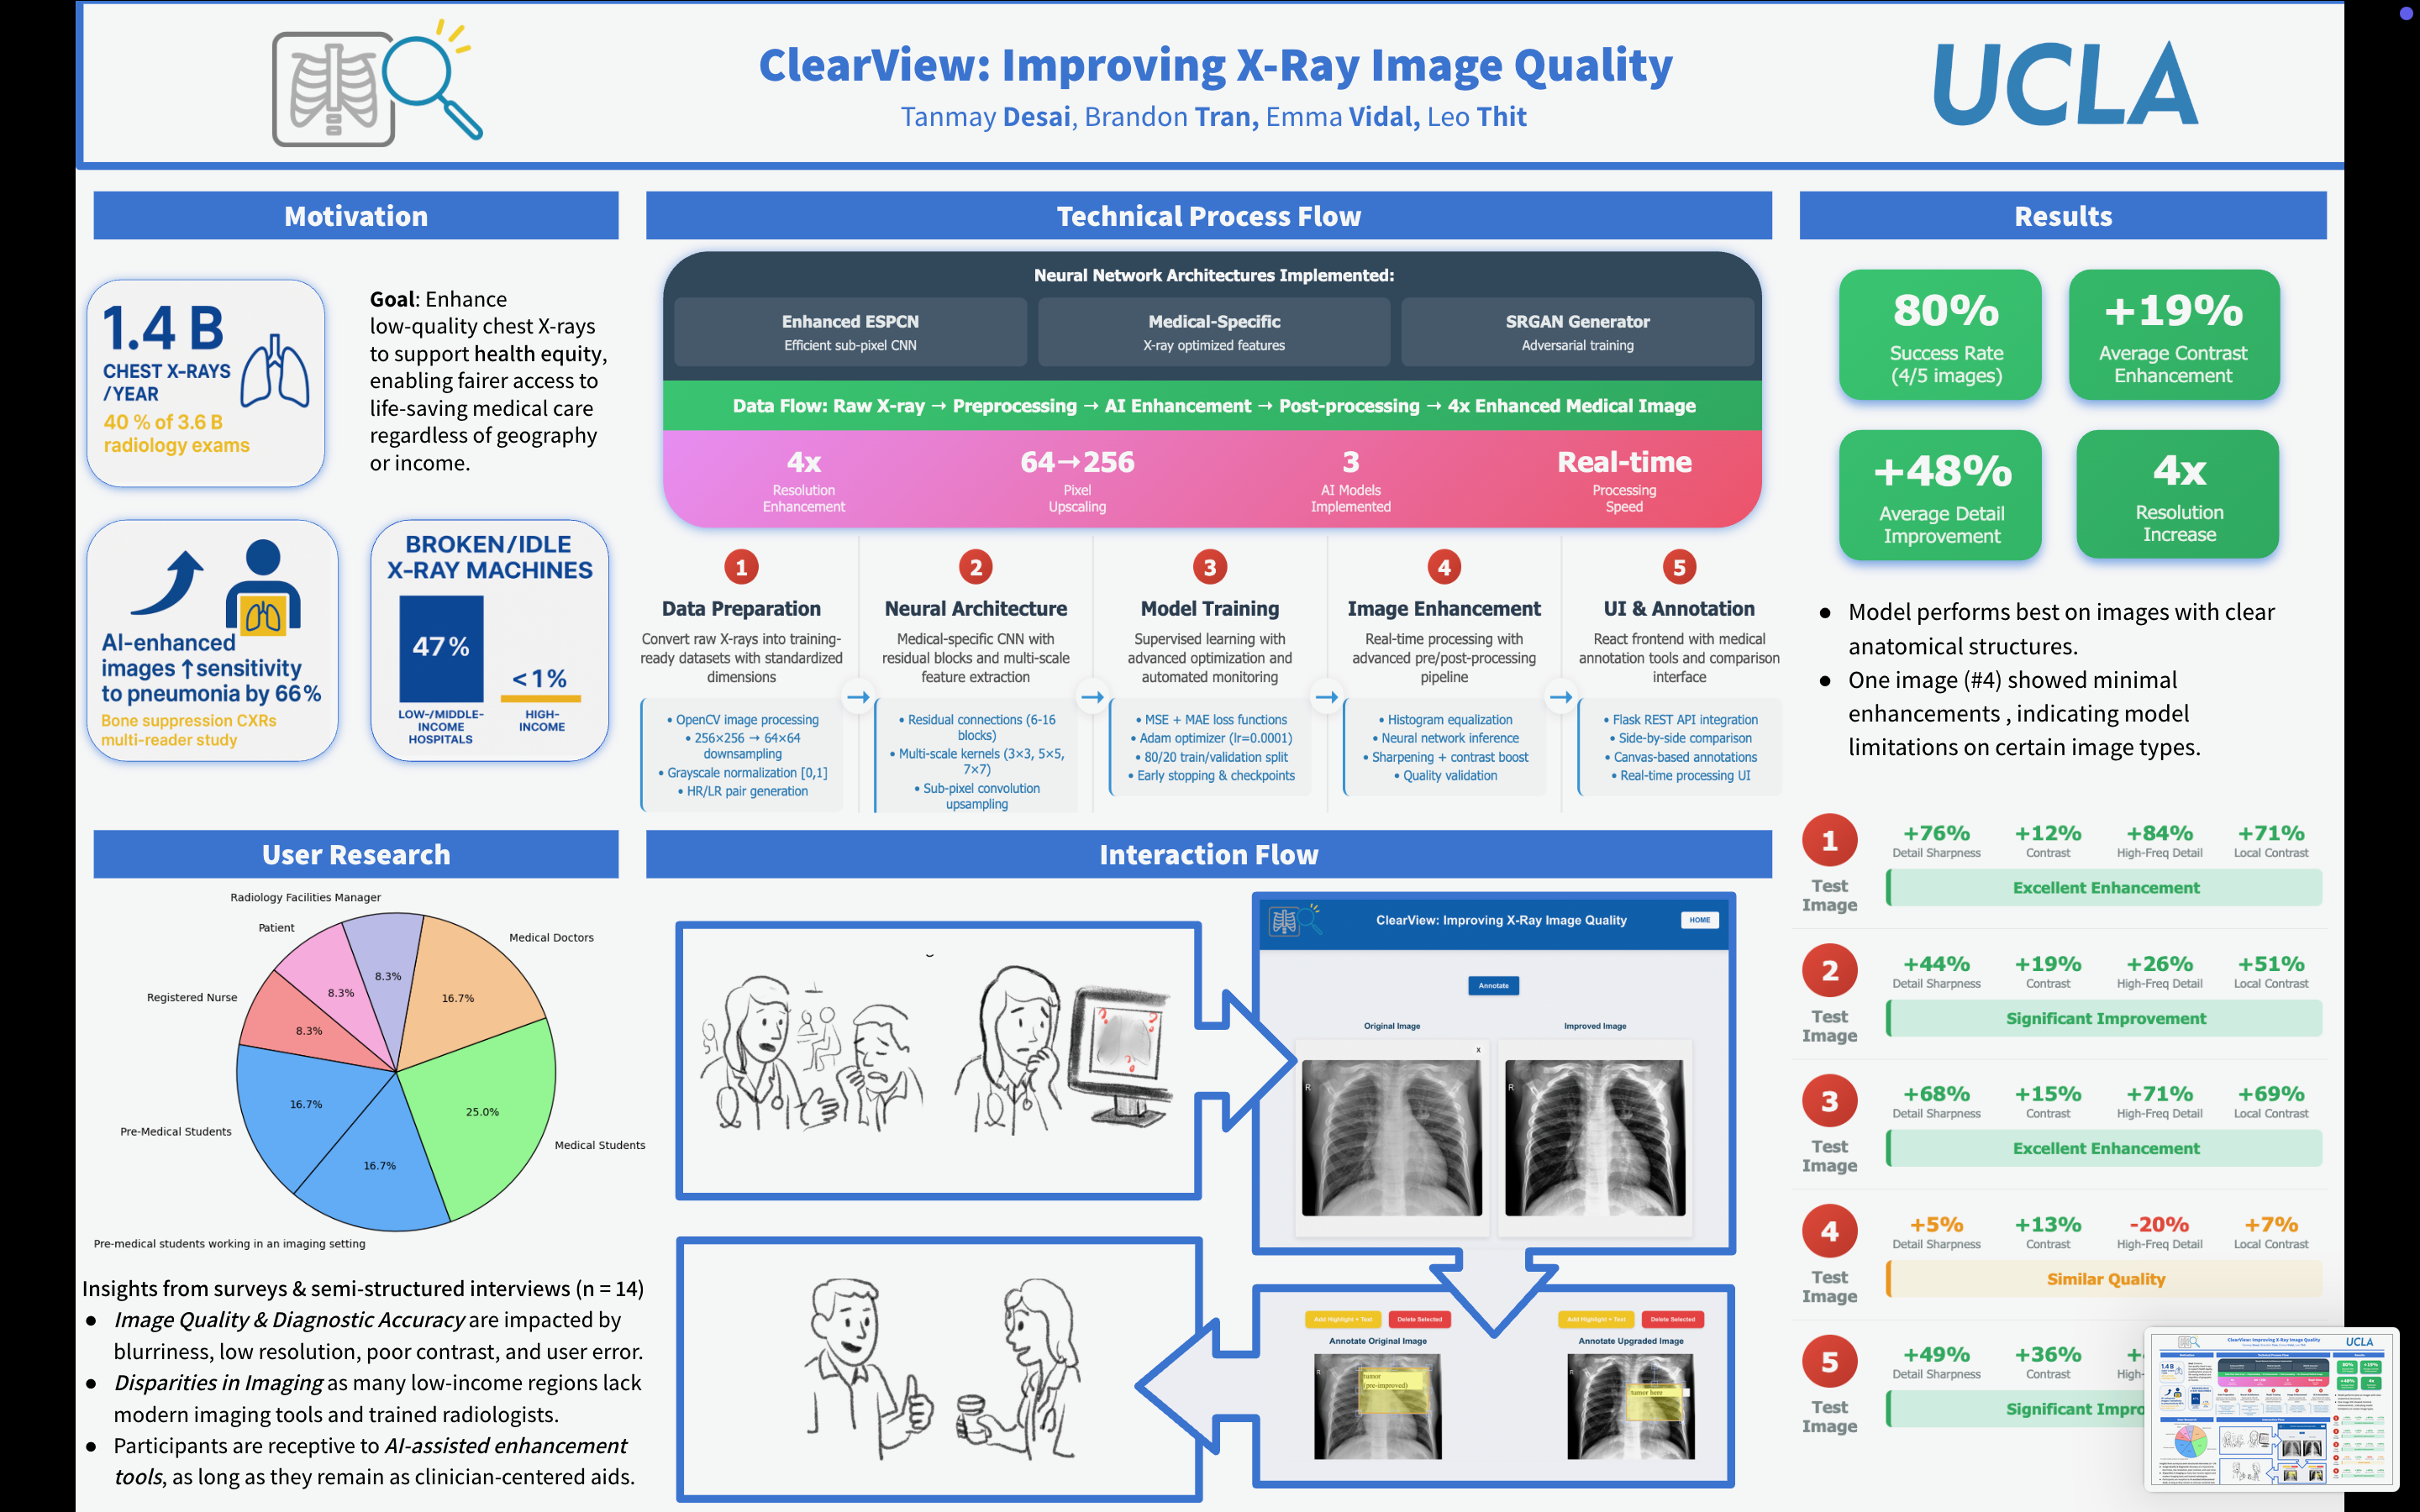 ClearView: Improving X-Ray Image Quality
Tanmay Desai, Brandon Tran, Emma Vidal, Leo Thit
UCLA
Motivation
1.4 B
CHEST X-RAYS
/YEAR
40 % of 3.6 B
radiology exams
Goal: Enhance
low-quality chest X-rays
to support health equity,
enabling fairer access to
life-saving medical care
regardless of geography
or income.
AI-enhanced
images ↑ sensitivity
to pneumonia by 66%
Bone suppression CXRs
multi-reader study
BROKEN/IDLE
X-RAY MACHINES
47%
<1%
LOW-/MIDDLE-
INCOME
HOSPITALS
HIGH-
INCOME
User Research
Radiology Facilities Manager
Patient
Medical Doctors
8.3%
8.3%
16.7%
Registered Nurse
8.3%
16.7%
25.0%
Pre-Medical Students
Medical Students
16.7%
Pre-medical students working in an imaging setting
Insights from surveys & semi-structured interviews (n = 14)
● Image Quality & Diagnostic Accuracy are impacted by
blurriness, low resolution, poor contrast, and user error.
● Disparities in Imaging as many low-income regions lack
modern imaging tools and trained radiologists.
● Participants are receptive to AI-assisted enhancement
tools, as long as they remain as clinician-centered aids.
Technical Process Flow
Neural Network Architectures Implemented:
Enhanced ESPCN
Efficient sub-pixel CNN
Medical-Specific
X-ray optimized features
SRGAN Generator
Adversarial training
Data Flow: Raw X-ray → Preprocessing → AI Enhancement → Post-processing → 4x Enhanced Medical Image
4x
Resolution
Enhancement
64→256
Pixel
Upscaling
3
AI Models
Implemented
Real-time
Processing
Speed
1
Data Preparation
Convert raw X-rays into training-
ready datasets with standardized
dimensions
• OpenCV image processing
• 256×256 → 64×64
downsampling
• Grayscale normalization [0,1]
• HR/LR pair generation
→
2
Neural Architecture
Medical-specific CNN with
residual blocks and multi-scale
feature extraction
• Residual connections (6-16
blocks)
• Multi-scale kernels (3×3, 5×5,
7×7)
• Sub-pixel convolution
upsampling
→
3
Model Training
Supervised learning with
advanced optimization and
automated monitoring
• MSE + MAE loss functions
• Adam optimizer (lr=0.0001)
• 80/20 train/validation split
• Early stopping & checkpoints
→
4
Image Enhancement
Real-time processing with
advanced pre/post-processing
pipeline
• Histogram equalization
• Neural network inference
• Sharpening + contrast boost
• Quality validation
→
5
UI & Annotation
React frontend with medical
annotation tools and comparison
interface
• Flask REST API integration
• Side-by-side comparison
• Canvas-based annotations
• Real-time processing UI
Interaction Flow
ClearView: Improving X-Ray Image Quality
HOME
Annotate
Original Image
Improved Image
x
R
R
Add Highlight + Text
Delete Selected
Add Highlight + Text
Delete Selected
Annotate Original Image
Annotate Upgraded Image
tumor
(pre-improved)
tumor here
Results
80%
Success Rate
(4/5 images)
+19%
Average Contrast
Enhancement
+48%
Average Detail
Improvement
4x
Resolution
Increase
● Model performs best on images with clear
anatomical structures.
● One image (#4) showed minimal
enhancements , indicating model
limitations on certain image types.
1
Test
Image
+76% +12% +84% +71%
Detail Sharpness Contrast High-Freq Detail Local Contrast
Excellent Enhancement
2
Test
Image
+44% +19% +26% +51%
Detail Sharpness Contrast High-Freq Detail Local Contrast
Significant Improvement
3
Test
Image
+68% +15% +71% +69%
Detail Sharpness Contrast High-Freq Detail Local Contrast
Excellent Enhancement
4
Test
Image
+5% +13% -20% +7%
Detail Sharpness Contrast High-Freq Detail Local Contrast
Similar Quality
5
Test
Image
+49% +36%
Detail Sharpness Contrast High-
Significant Impro
ClearView: Improving X-Ray Image Quality
UCLA